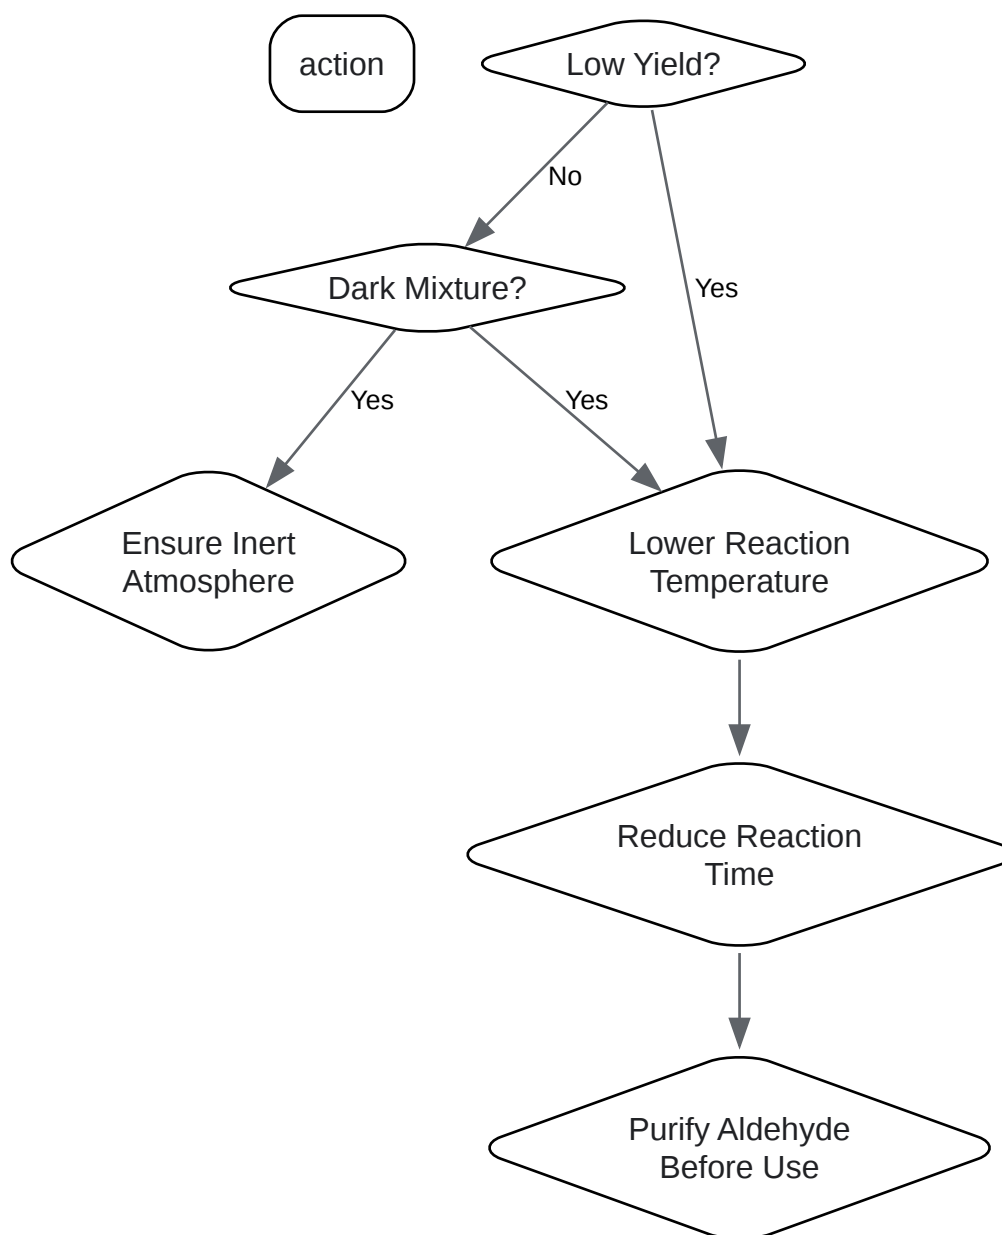 action
Low Yield?
No
Yes
Dark Mixture?
Yes
Yes
Ensure Inert
Atmosphere
Lower Reaction
Temperature
Reduce Reaction
Time
Purify Aldehyde
Before Use